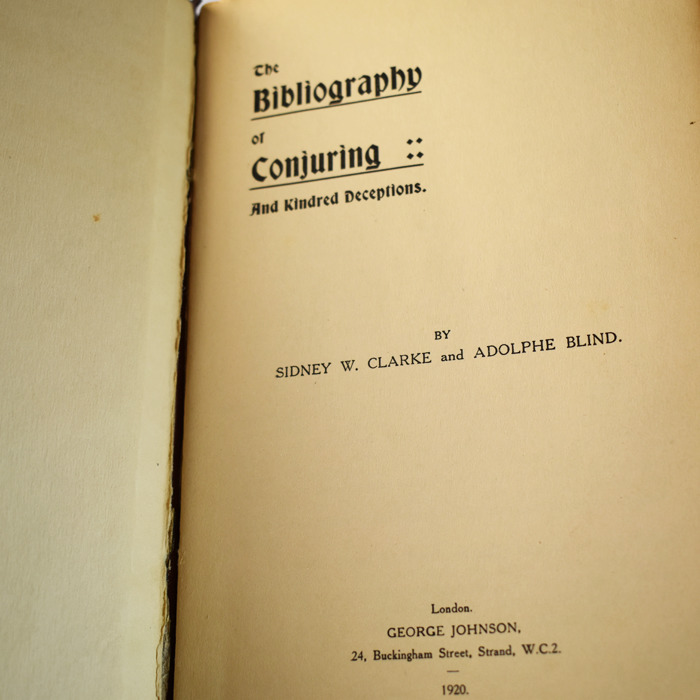 The
Bibliography
of
Conjuring ::
And Kindred Deceptions.
BY
SIDNEY W. CLARKE and ADOLPHE BLIND.
London.
GEORGE JOHNSON,
24, Buckingham Street, Strand, W.C.2.
—
1920.